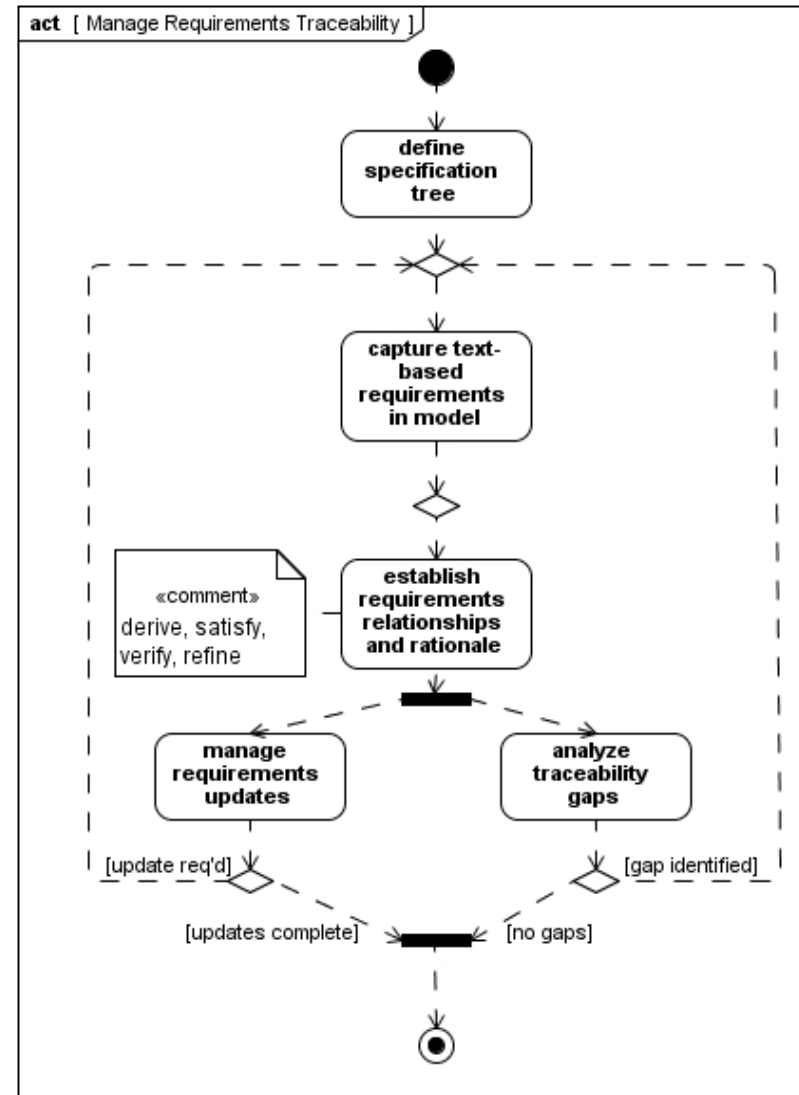 act [ Manage Requirements Traceability ]
define
specification
tree
capture text-
based
requirements
in model
«comment»
derive, satisfy,
verify, refine
establish
requirements
relationships
and rationale
manage
requirements
updates
analyze
traceability
gaps
[update req'd]
[gap identified]
[updates complete]
[no gaps]